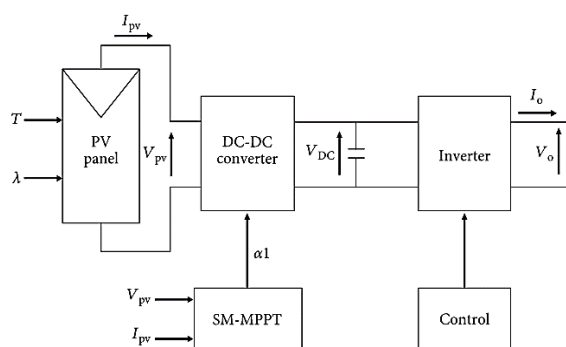 I_pv
T
λ
PV
panel
V_pv
DC-DC
converter
V_DC
Inverter
I_o
V_o
α1
V_pv
I_pv
SM-MPPT
Control